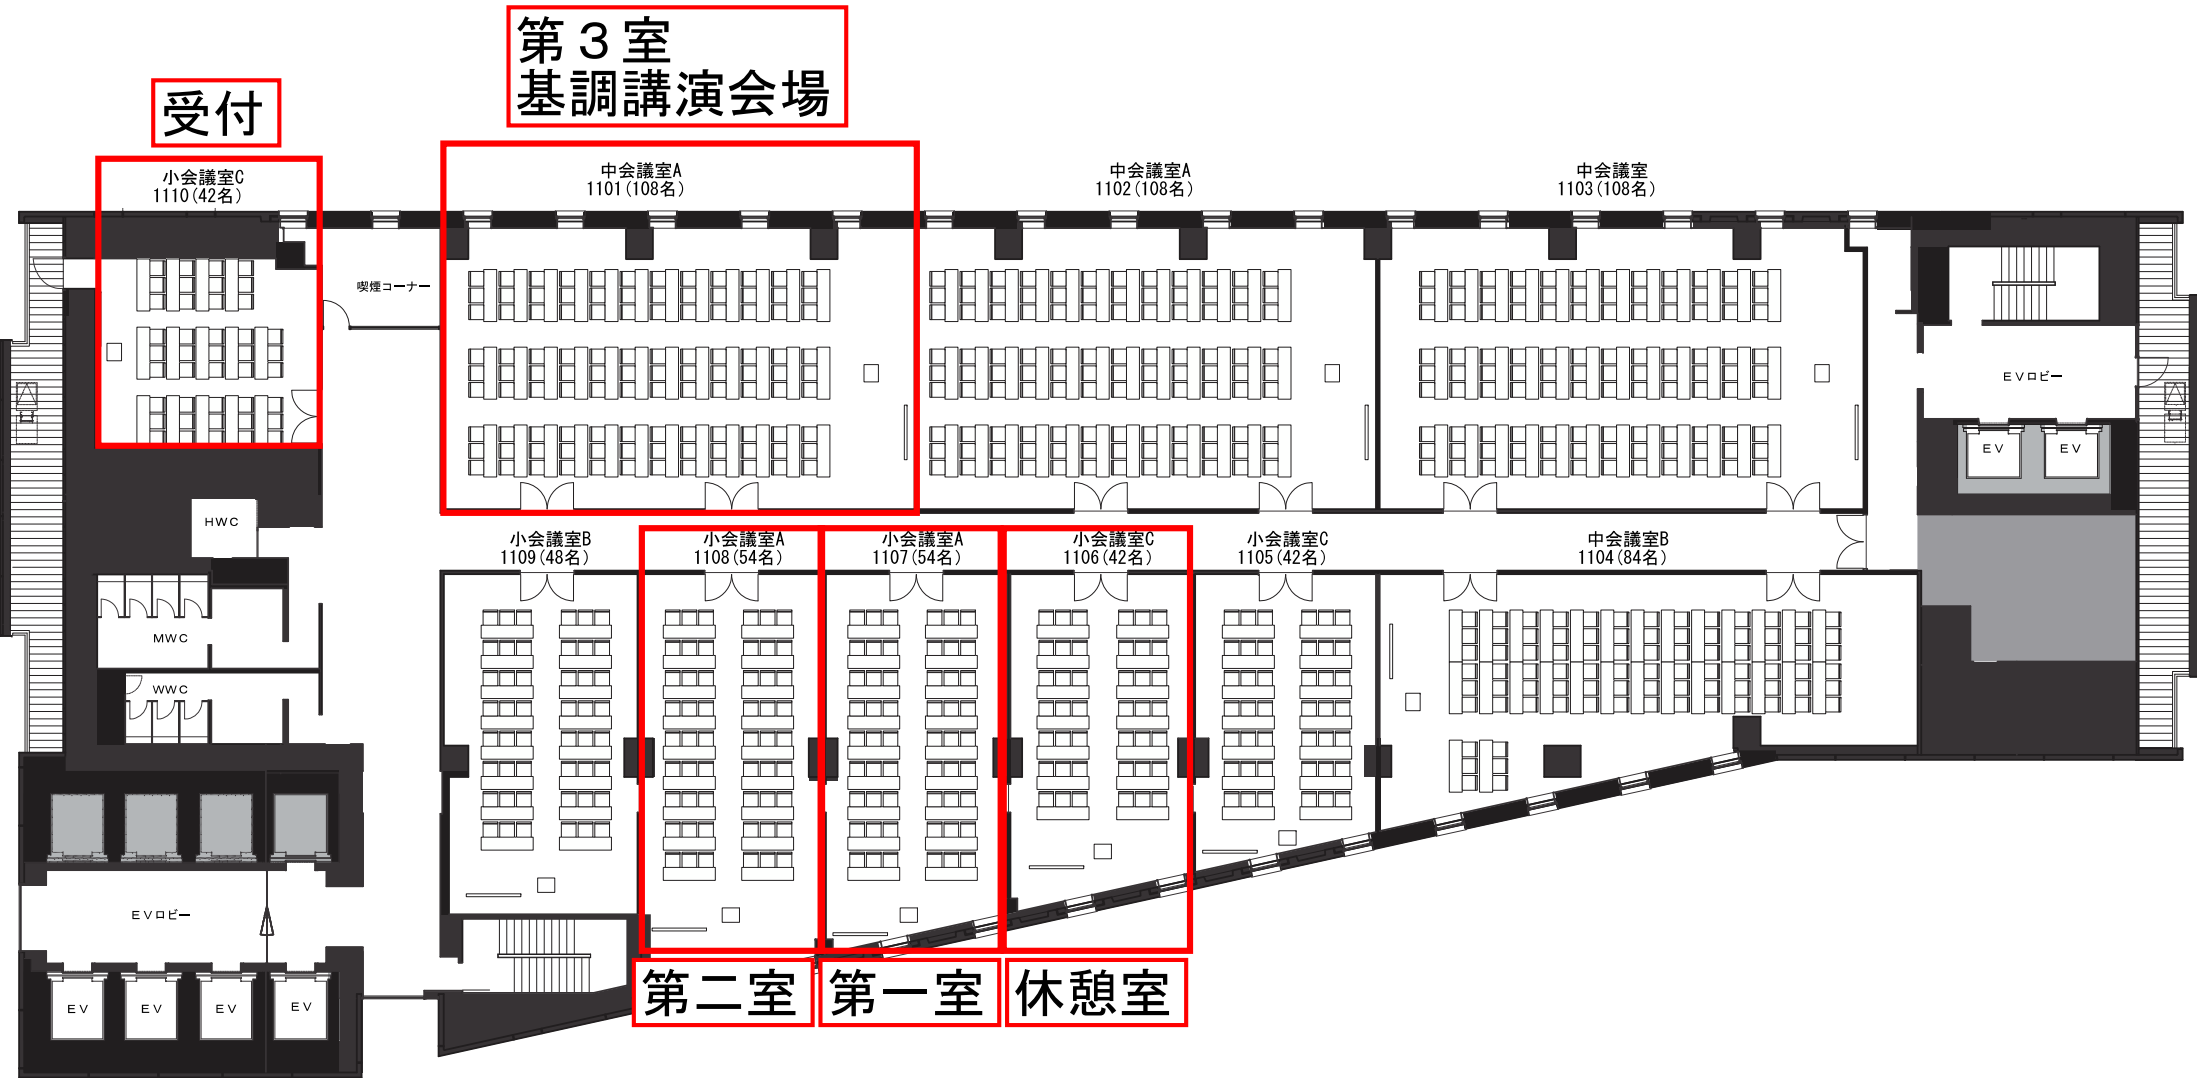 第３室
基調講演会場
受付
小会議室C
1110(42名)
中会議室A
1101(108名)
中会議室A
1102(108名)
中会議室
1103(108名)
喫煙コーナー
ＥＶロビー
ＥＶ
ＥＶ
ＨＷＣ
小会議室B
1109(48名)
小会議室A
1108(54名)
小会議室A
1107(54名)
小会議室C
1106(42名)
小会議室C
1105(42名)
中会議室B
1104(84名)
ＭＷＣ
ＷＷＣ
ＥＶロビー
ＥＶ
ＥＶ
ＥＶ
ＥＶ
第二室
第一室
休憩室